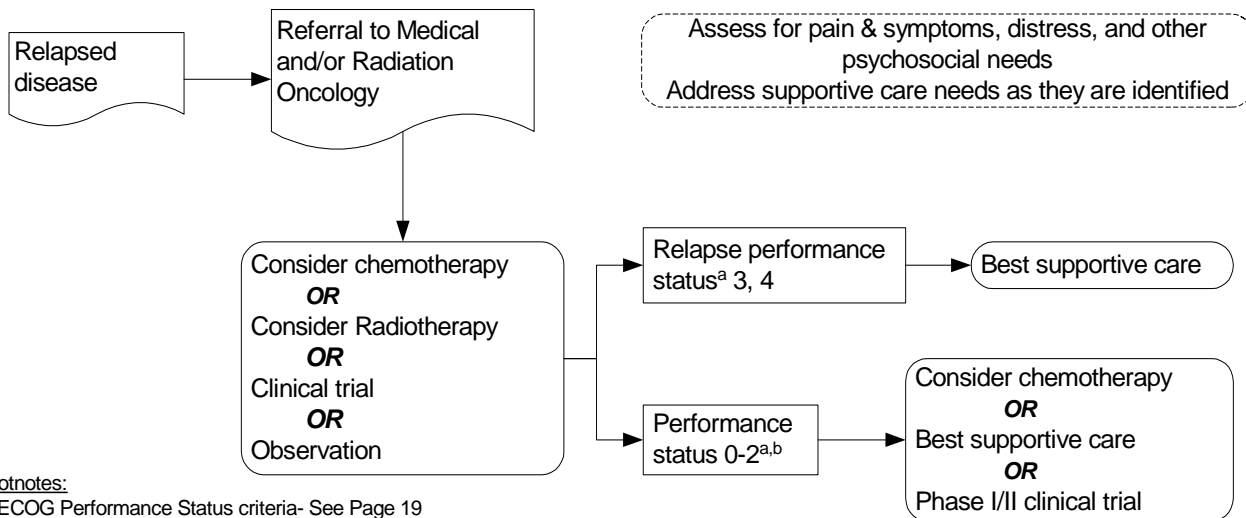 Relapsed
disease
Referral to Medical
and/or Radiation
Oncology
Assess for pain & symptoms, distress, and other
psychosocial needs
Address supportive care needs as they are identified
Consider chemotherapy
OR
Consider Radiotherapy
OR
Clinical trial
OR
Observation
Relapse performance
statusᵃ 3, 4
Best supportive care
Performance
status 0-2ᵃ,ᵇ
Consider chemotherapy
OR
Best supportive care
OR
Phase I/II clinical trial
otnotes:
ECOG Performance Status criteria- See Page 19